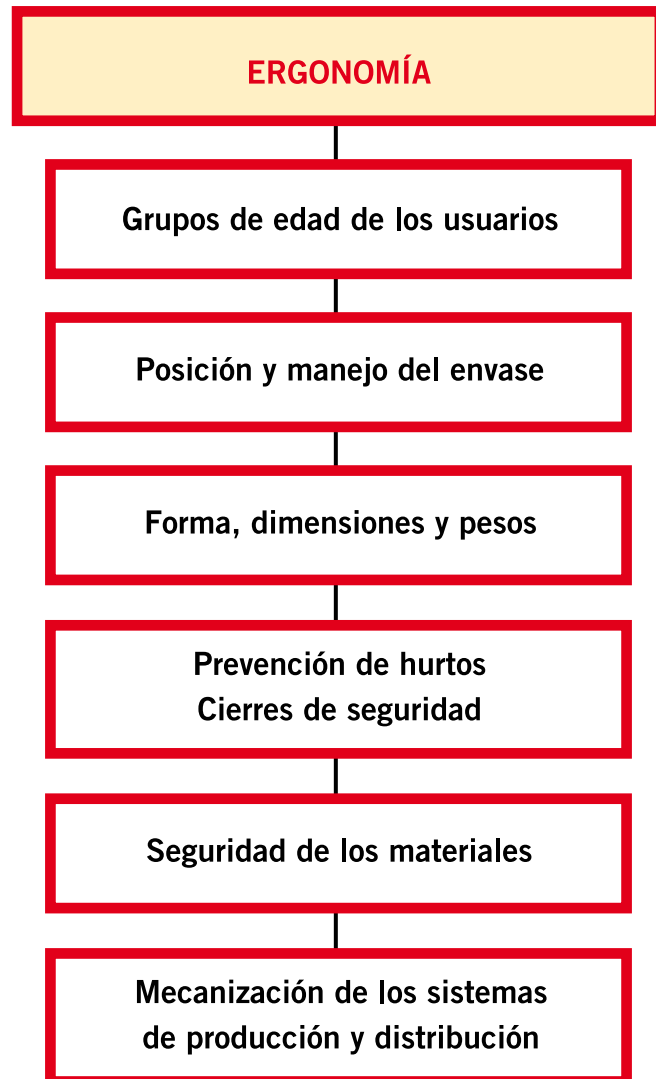 ERGONOMÍA
Grupos de edad de los usuarios
Posición y manejo del envase
Forma, dimensiones y pesos
Prevención de hurtos
Cierres de seguridad
Seguridad de los materiales
Mecanización de los sistemas
de producción y distribución